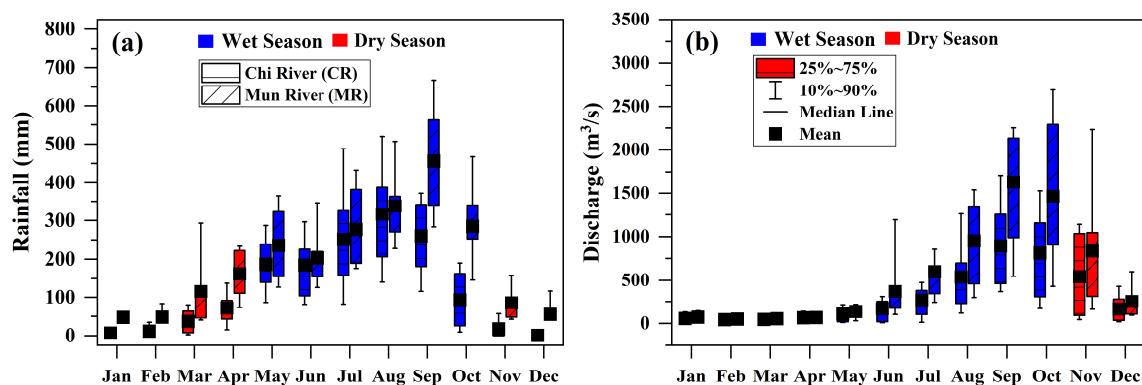 (a)
Wet Season Dry Season
Chi River (CR)
Mun River (MR)
Rainfall (mm)
800
700
600
500
400
300
200
100
0
Jan Feb Mar Apr May Jun Jul Aug Sep Oct Nov Dec
(b)
Wet Season Dry Season
25%~75%
10%~90%
Median Line
Mean
Discharge (m³/s)
3500
3000
2500
2000
1500
1000
500
0
Jan Feb Mar Apr May Jun Jul Aug Sep Oct Nov Dec